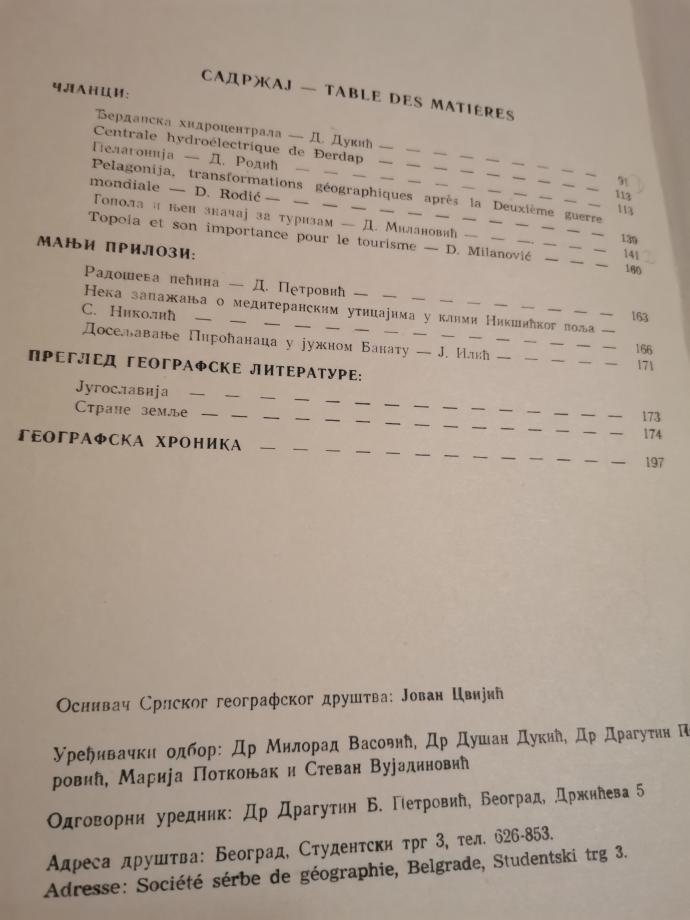 САДРЖАЈ — TABLE DES MATIÈRES
ЧЛАНЦИ:
Ђердапска хидроцентрала — Д. Дукић — — — — — — — 91
Centrale hydroélectrique de Đerdap — — — — — — — 113
Пелагонија — Д. Родић — — — — — — — — 113
Pelagonija, transformations géographiques après la Deuxième guerre
mondiale — D. Rodić — — — — — — — — — 139
Топола и њен значај за туризам — Д. Милановић — — — — — 141
Topola et son importance pour le tourisme — D. Milanović — — — 160
МАЊИ ПРИЛОЗИ:
Радошева пећина — Д. Петровић — — — — — — — 163
Нека запажања о медитеранским утицајима у клими Никшићког поља —
С. Николић — — — — — — — — — — — 166
Досељавање Пироћанаца у јужном Банату — Ј. Илић — — — — 171
ПРЕГЛЕД ГЕОГРАФСКЕ ЛИТЕРАТУРЕ:
Југославија — — — — — — — — — — — — 173
Стране земље — — — — — — — — — — — — 174
ГЕОГРАФСКА ХРОНИКА — — — — — — — — — — 197
Оснивач Српског географског друштва: Јован Цвијић
Уређивачки одбор: Др Милорад Васовић, Др Душан Дукић, Др Драгутин Пе-
ровић, Марија Поткоњак и Стеван Вујадиновић
Одговорни уредник: Др Драгутин Б. Петровић, Београд, Држићева 5
Адреса друштва: Београд, Студентски трг 3, тел. 626-853.
Adresse: Société sérbe de géographie, Belgrade, Studentski trg 3.